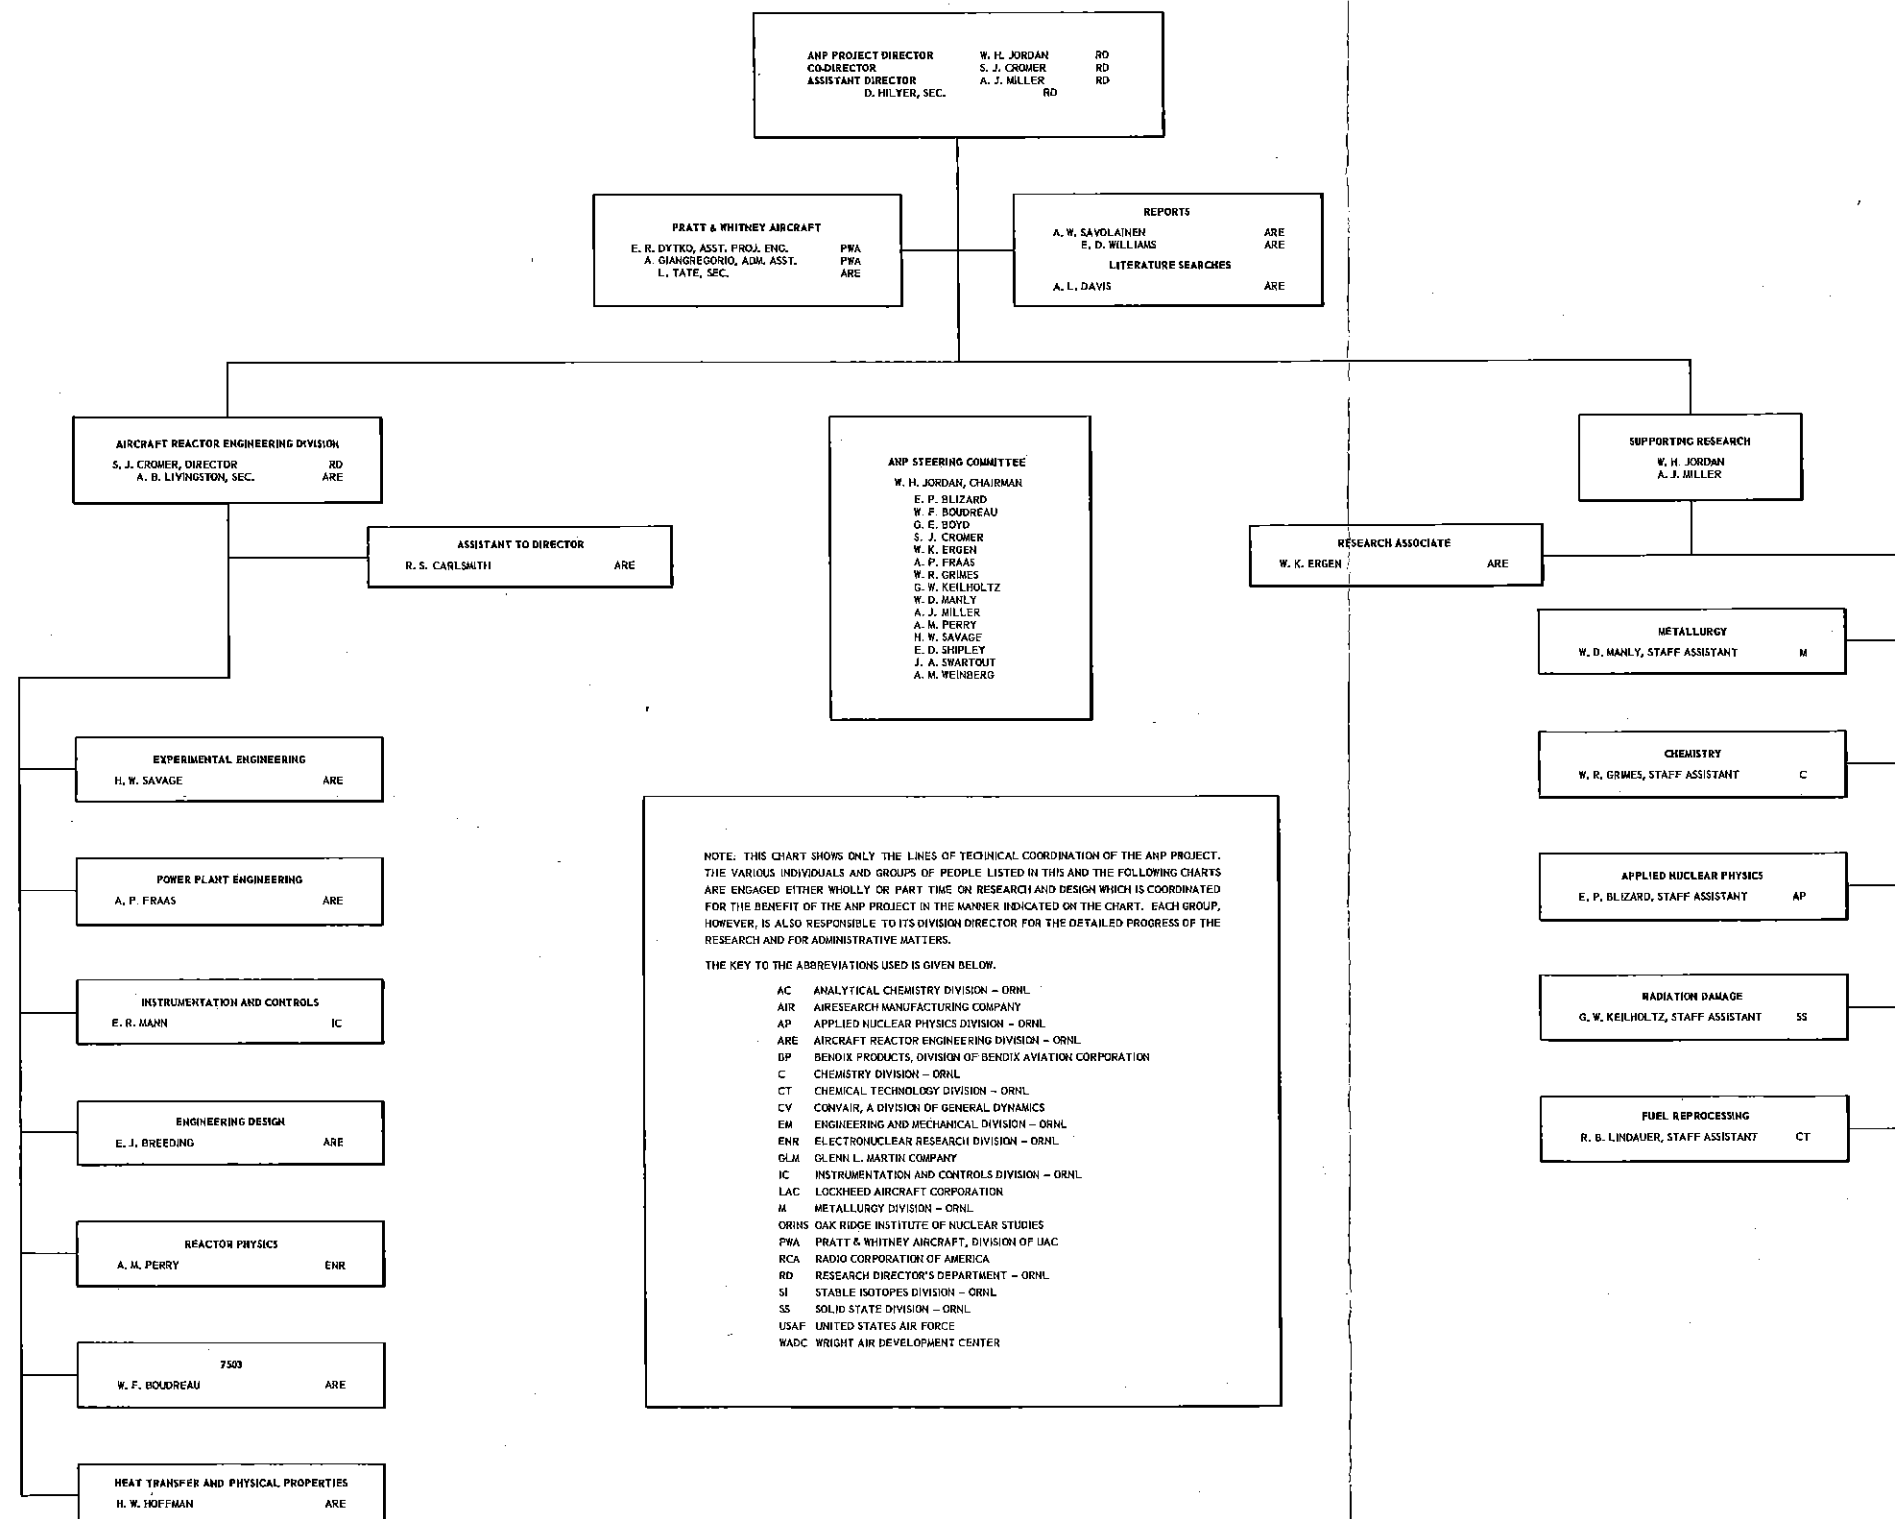 ANP PROJECT DIRECTOR W. H. JORDAN RD
CO-DIRECTOR S. J. CROMER RD
ASSISTANT DIRECTOR A. J. MILLER RD
D. HILYER, SEC. RD
PRATT & WHITNEY AIRCRAFT
E. R. DYTKO, ASST. PROJ. ENG. PWA
A. GIANGREGORIO, ADM. ASST. PWA
L. TATE, SEC. ARE
REPORTS
A. W. SAVOLAINEN ARE
E. D. WILLIAMS ARE
LITERATURE SEARCHES
A. L. DAVIS ARE
AIRCRAFT REACTOR ENGINEERING DIVISION
S. J. CROMER, DIRECTOR RD
A. B. LIVINGSTON, SEC. ARE
ASSISTANT TO DIRECTOR
R. S. CARLSMITH ARE
ANP STEERING COMMITTEE
W. H. JORDAN, CHAIRMAN
E. P. BLIZARD
W. F. BOUDREAU
G. E. BOYD
S. J. CROMER
W. K. ERGEN
A. P. FRAAS
W. R. GRIMES
G. W. KEILHOLTZ
W. D. MANLY
A. J. MILLER
A. M. PERRY
H. W. SAVAGE
E. D. SHIPLEY
J. A. SWARTOUT
A. M. WEINBERG
SUPPORTING RESEARCH
W. H. JORDAN
A. J. MILLER
RESEARCH ASSOCIATE
W. K. ERGEN ARE
METALLURGY
W. D. MANLY, STAFF ASSISTANT M
CHEMISTRY
W. R. GRIMES, STAFF ASSISTANT C
APPLIED NUCLEAR PHYSICS
E. P. BLIZARD, STAFF ASSISTANT AP
RADIATION DAMAGE
G. W. KEILHOLTZ, STAFF ASSISTANT SS
FUEL REPROCESSING
R. B. LINDAUER, STAFF ASSISTANT CT
EXPERIMENTAL ENGINEERING
H. W. SAVAGE ARE
POWER PLANT ENGINEERING
A. P. FRAAS ARE
INSTRUMENTATION AND CONTROLS
E. R. MANN IC
ENGINEERING DESIGN
E. J. BREEDING ARE
REACTOR PHYSICS
A. M. PERRY ENR
7503
W. F. BOUDREAU ARE
HEAT TRANSFER AND PHYSICAL PROPERTIES
H. W. HOFFMAN ARE
NOTE: THIS CHART SHOWS ONLY THE LINES OF TECHNICAL COORDINATION OF THE ANP PROJECT.
THE VARIOUS INDIVIDUALS AND GROUPS OF PEOPLE LISTED IN THIS AND THE FOLLOWING CHARTS
ARE ENGAGED EITHER WHOLLY OR PART TIME ON RESEARCH AND DESIGN WHICH IS COORDINATED
FOR THE BENEFIT OF THE ANP PROJECT IN THE MANNER INDICATED ON THE CHART. EACH GROUP,
HOWEVER, IS ALSO RESPONSIBLE TO ITS DIVISION DIRECTOR FOR THE DETAILED PROGRESS OF THE
RESEARCH AND FOR ADMINISTRATIVE MATTERS.
THE KEY TO THE ABBREVIATIONS USED IS GIVEN BELOW.
AC ANALYTICAL CHEMISTRY DIVISION – ORNL
AIR AIRESEARCH MANUFACTURING COMPANY
AP APPLIED NUCLEAR PHYSICS DIVISION – ORNL
ARE AIRCRAFT REACTOR ENGINEERING DIVISION – ORNL
BP BENDIX PRODUCTS, DIVISION OF BENDIX AVIATION CORPORATION
C CHEMISTRY DIVISION – ORNL
CT CHEMICAL TECHNOLOGY DIVISION – ORNL
CV CONVAIR, A DIVISION OF GENERAL DYNAMICS
EM ENGINEERING AND MECHANICAL DIVISION – ORNL
ENR ELECTRONUCLEAR RESEARCH DIVISION – ORNL
GLM GLENN L. MARTIN COMPANY
IC INSTRUMENTATION AND CONTROLS DIVISION – ORNL
LAC LOCKHEED AIRCRAFT CORPORATION
M METALLURGY DIVISION – ORNL
ORINS OAK RIDGE INSTITUTE OF NUCLEAR STUDIES
PWA PRATT & WHITNEY AIRCRAFT, DIVISION OF UAC
RCA RADIO CORPORATION OF AMERICA
RD RESEARCH DIRECTOR'S DEPARTMENT – ORNL
SI STABLE ISOTOPES DIVISION – ORNL
SS SOLID STATE DIVISION – ORNL
USAF UNITED STATES AIR FORCE
WADC WRIGHT AIR DEVELOPMENT CENTER